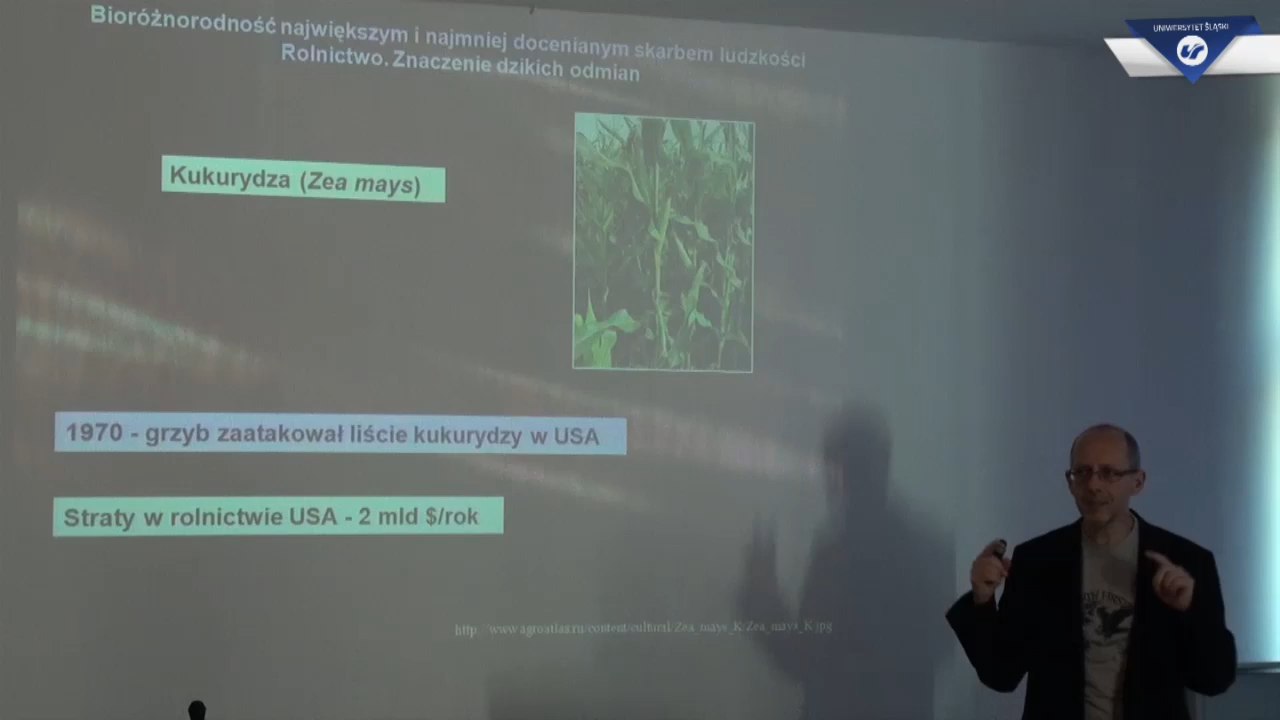 Bioróżnorodność największym i najmniej docenianym skarbem ludzkości
Rolnictwo. Znaczenie dzikich odmian
UNIWERSYTET ŚLĄSKI
Kukurydza (Zea mays)
1970 - grzyb zaatakował liście kukurydzy w USA
Straty w rolnictwie USA - 2 mld $/rok
http://www.agroatlas.ru/content/cultural/Zea_mays_K/Zea_mays_K.jpg